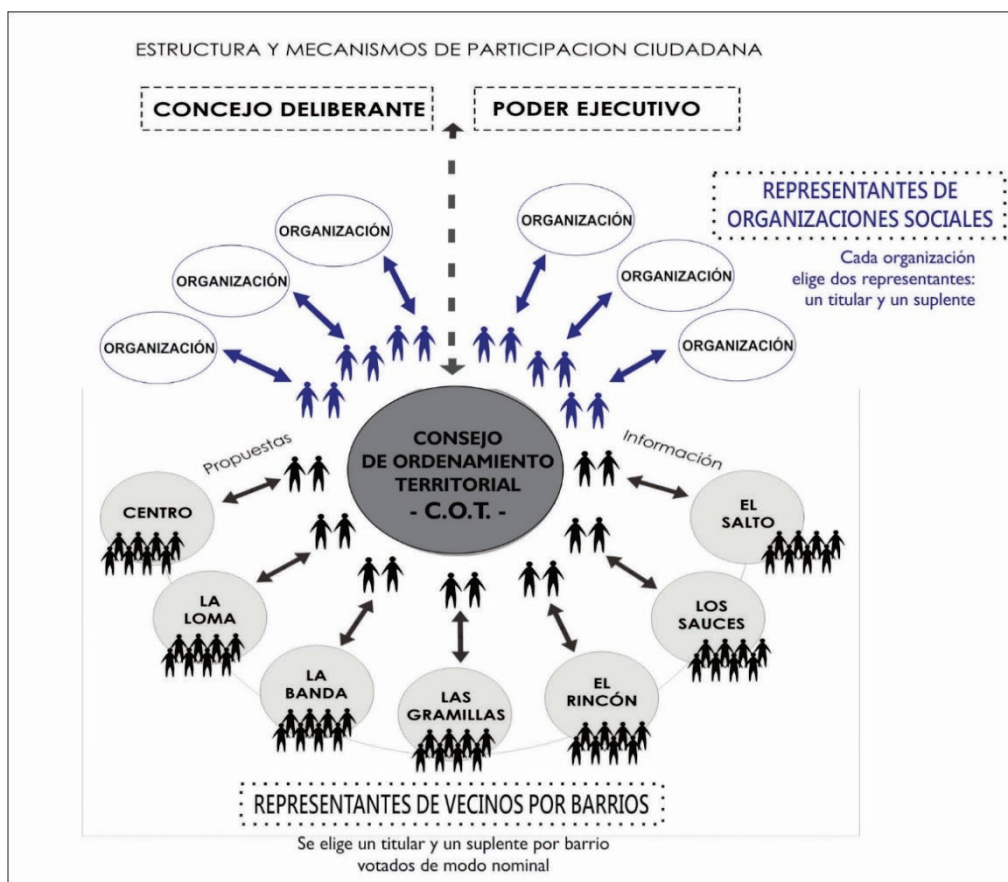 ESTRUCTURA Y MECANISMOS DE PARTICIPACION CIUDADANA
CONCEJO DELIBERANTE
PODER EJECUTIVO
REPRESENTANTES DE
ORGANIZACIONES SOCIALES
Cada organización
elige dos representantes:
un titular y un suplente
ORGANIZACIÓN
ORGANIZACIÓN
ORGANIZACIÓN
ORGANIZACIÓN
ORGANIZACIÓN
ORGANIZACIÓN
Propuestas
Información
CONSEJO
DE ORDENAMIENTO
TERRITORIAL
- C.O.T. -
CENTRO
LA
LOMA
LA
BANDA
LAS
GRAMILLAS
EL
RINCÓN
LOS
SAUCES
EL
SALTO
REPRESENTANTES DE VECINOS POR BARRIOS
Se elige un titular y un suplente por barrio
votados de modo nominal